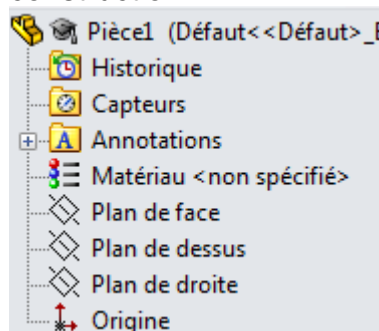 Pièce1 (Défaut<<Défaut>_E
Historique
Capteurs
Annotations
Matériau <non spécifié>
Plan de face
Plan de dessus
Plan de droite
Origine